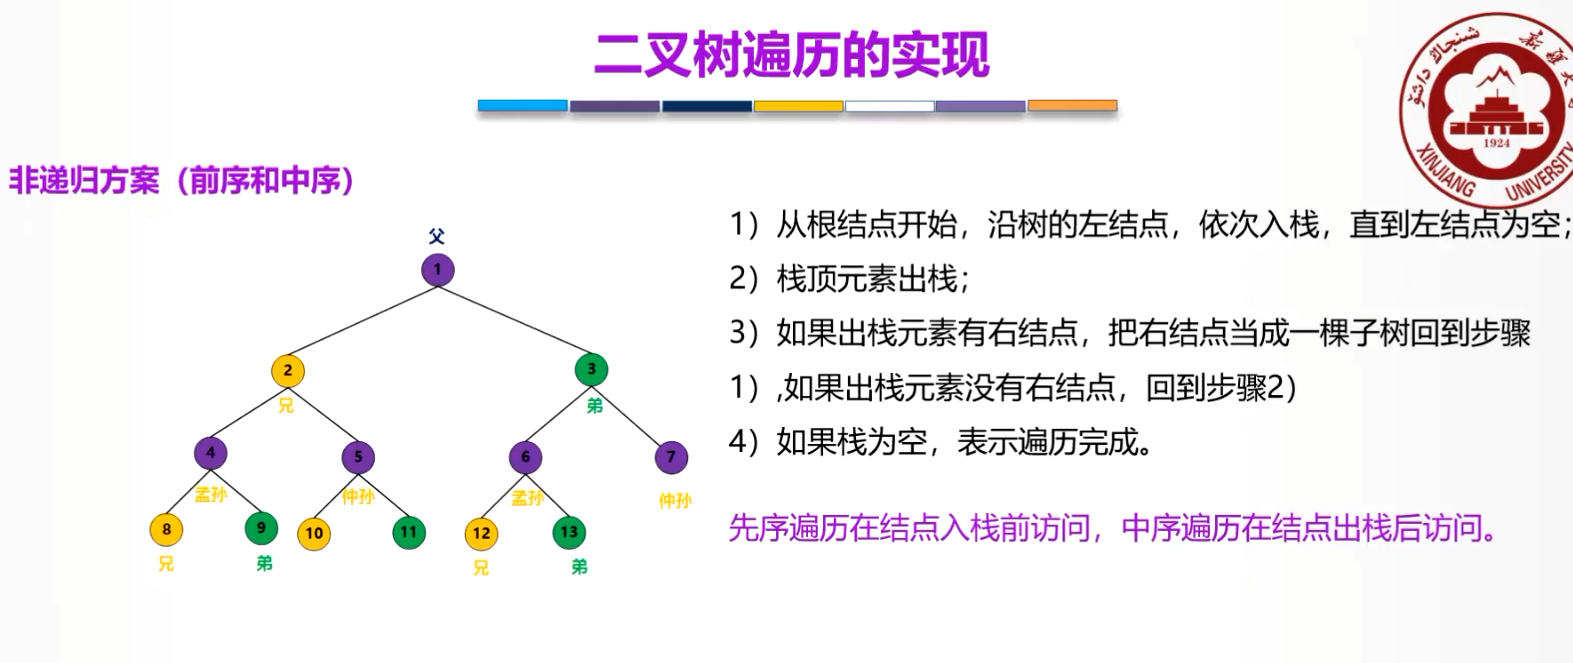 二叉树遍历的实现
شىنجاڭ داشۆ
新疆大
1924
XINJIANG UNIVERSITY
非递归方案（前序和中序）
父
1
2
3
兄
弟
4
5
6
7
孟孙
仲孙
孟孙
仲孙
8
9
10
11
12
13
兄
弟
兄
弟
1）从根结点开始，沿树的左结点，依次入栈，直到左结点为空；
2）栈顶元素出栈；
3）如果出栈元素有右结点，把右结点当成一棵子树回到步骤
1）,如果出栈元素没有右结点，回到步骤2）
4）如果栈为空，表示遍历完成。
先序遍历在结点入栈前访问，中序遍历在结点出栈后访问。